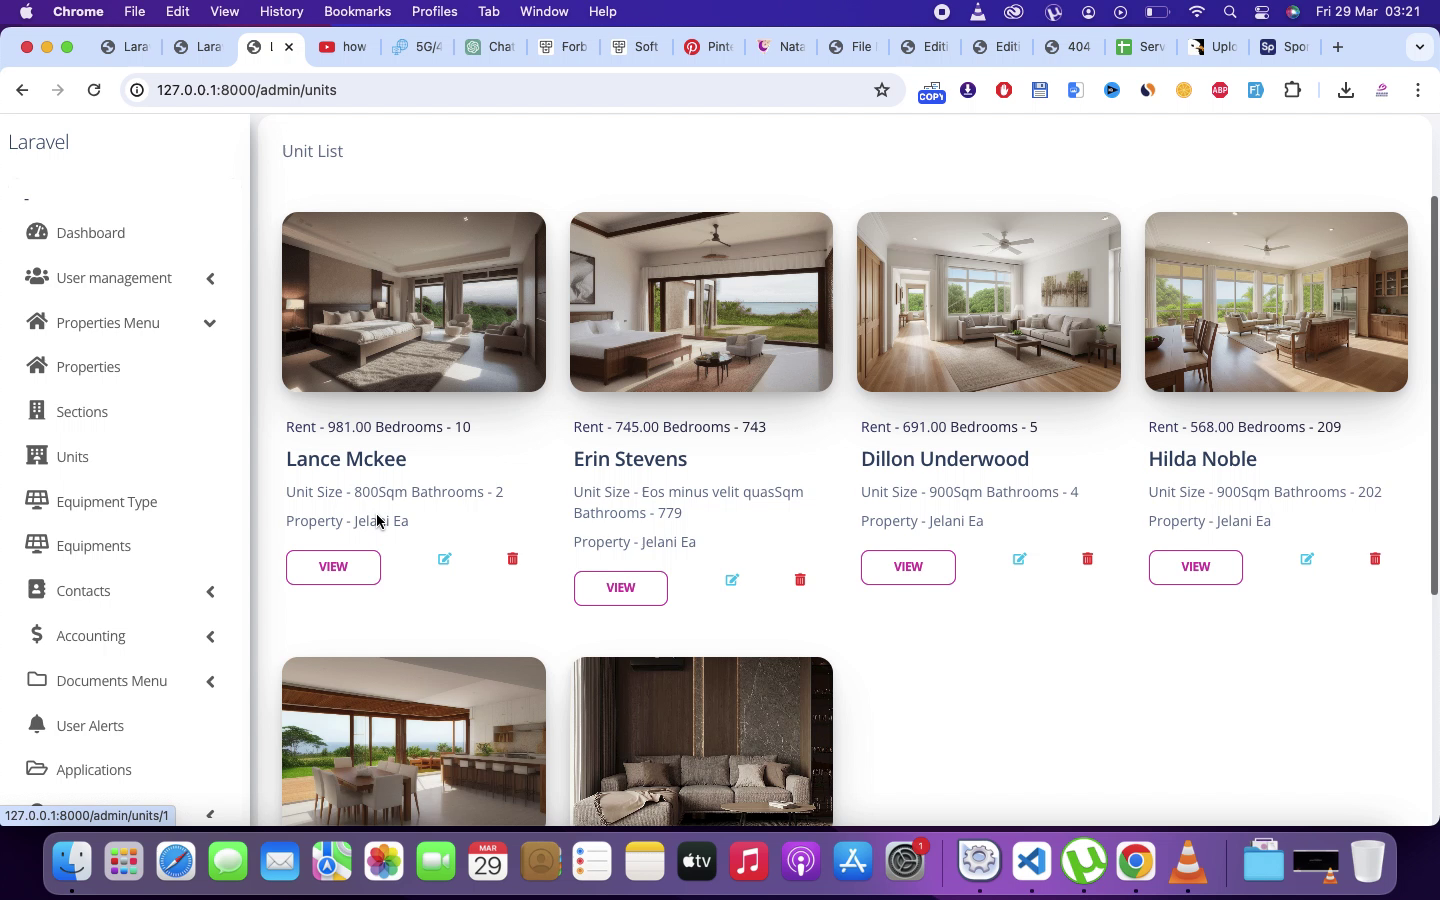 Chrome File Edit View History Bookmarks Profiles Tab Window Help Fri 29 Mar 03:21
Lara Lara L how 5G/4 Chat Forb Soft Pinte Nata File Editi Editi 404 Serv Uplo Spor
127.0.0.1:8000/admin/units
COPY
ABP
Laravel
-
Dashboard
User management
Properties Menu
Properties
Sections
Units
Equipment Type
Equipments
Contacts
Accounting
Documents Menu
User Alerts
Applications
Unit List
Rent - 981.00 Bedrooms - 10
Lance Mckee
Unit Size - 800Sqm Bathrooms - 2
Property - Jelani Ea
VIEW
Rent - 745.00 Bedrooms - 743
Erin Stevens
Unit Size - Eos minus velit quasSqm
Bathrooms - 779
Property - Jelani Ea
VIEW
Rent - 691.00 Bedrooms - 5
Dillon Underwood
Unit Size - 900Sqm Bathrooms - 4
Property - Jelani Ea
VIEW
Rent - 568.00 Bedrooms - 209
Hilda Noble
Unit Size - 900Sqm Bathrooms - 202
Property - Jelani Ea
VIEW
127.0.0.1:8000/admin/units/1
MAR
29
tv
1